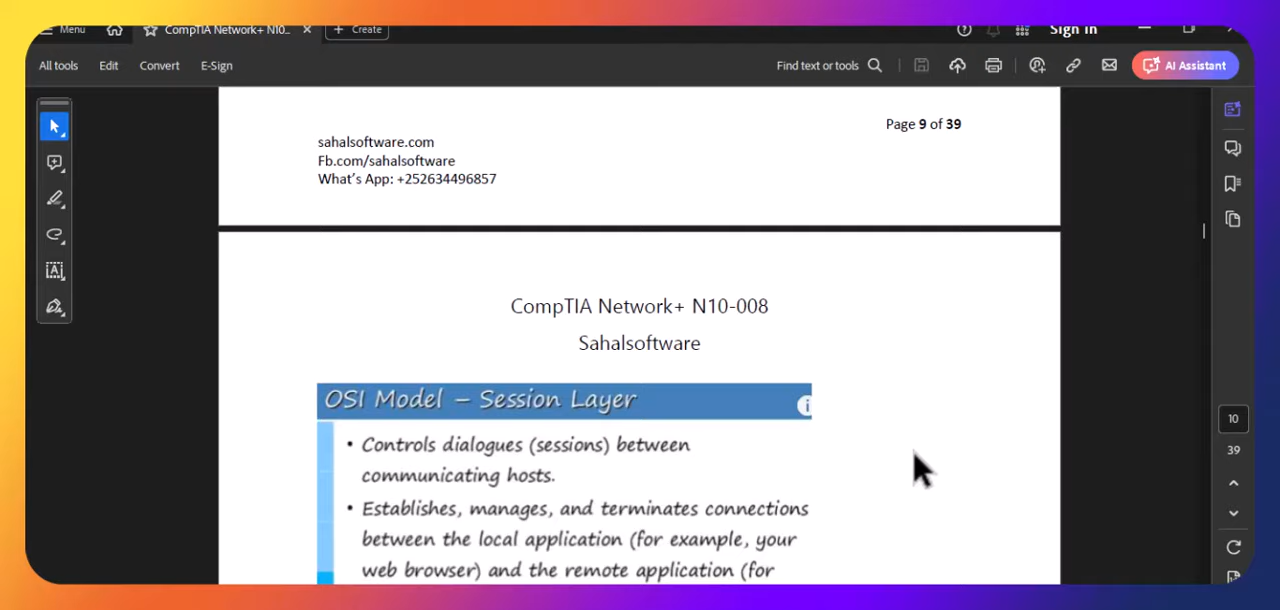 Menu
CompTIA Network+ N10...
Create
Sign in
All tools
Edit
Convert
E-Sign
Find text or tools
AI Assistant
Page 9 of 39
sahalsoftware.com
Fb.com/sahalsoftware
What's App: +252634496857
CompTIA Network+ N10-008
Sahalsoftware
OSI Model – Session Layer
• Controls dialogues (sessions) between
communicating hosts.
• Establishes, manages, and terminates connections
between the local application (for example, your
web browser) and the remote application (for
10
39